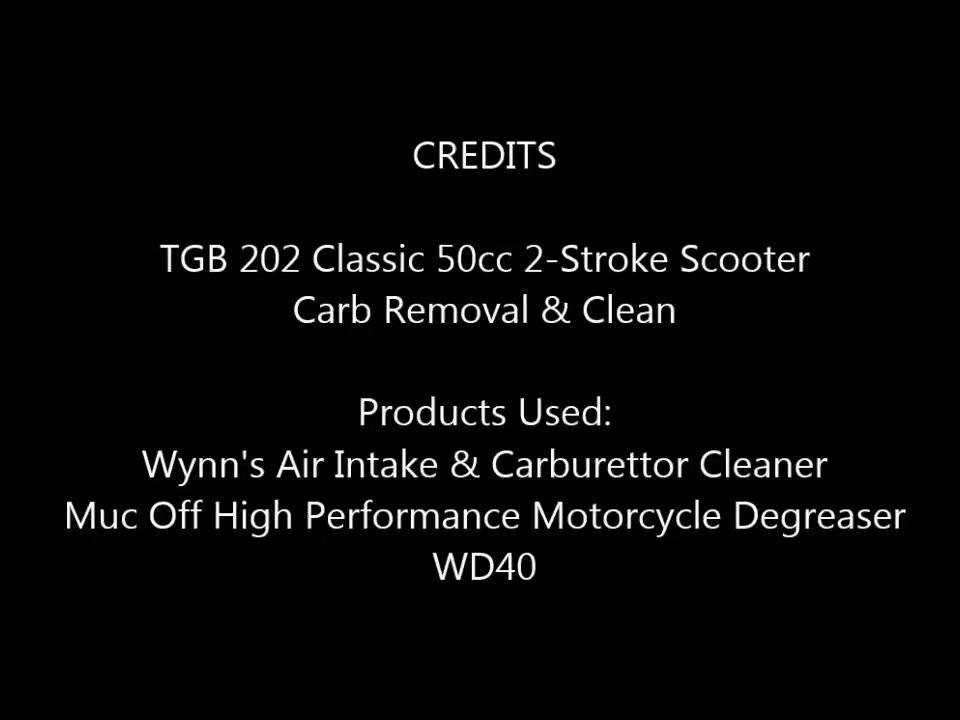 CREDITS
TGB 202 Classic 50cc 2-Stroke Scooter
Carb Removal & Clean
Products Used:
Wynn's Air Intake & Carburettor Cleaner
Muc Off High Performance Motorcycle Degreaser
WD40